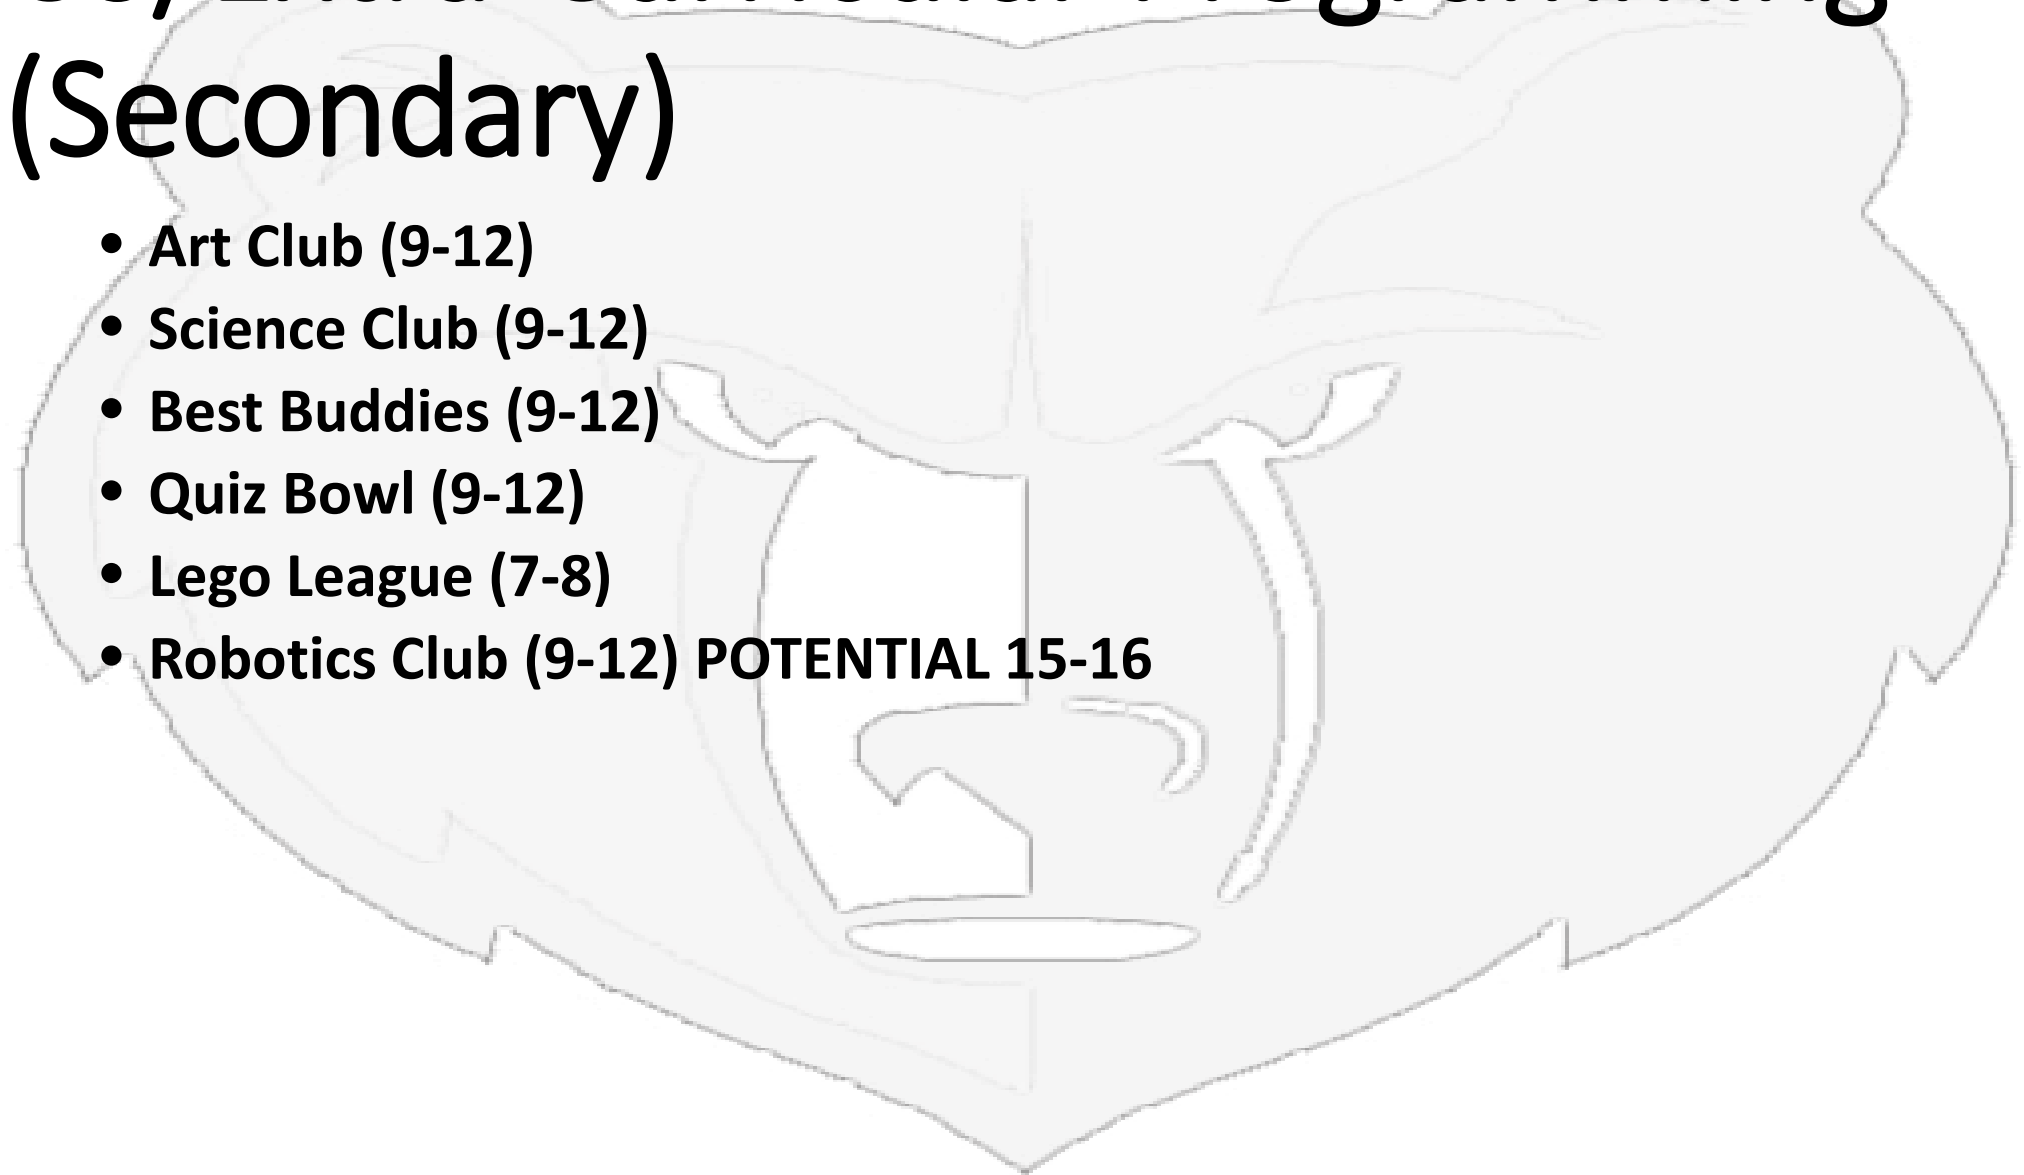 Programming
(Secondary)
• Art Club (9-12)
• Science Club (9-12)
• Best Buddies (9-12)
• Quiz Bowl (9-12)
• Lego League (7-8)
• Robotics Club (9-12) POTENTIAL 15-16